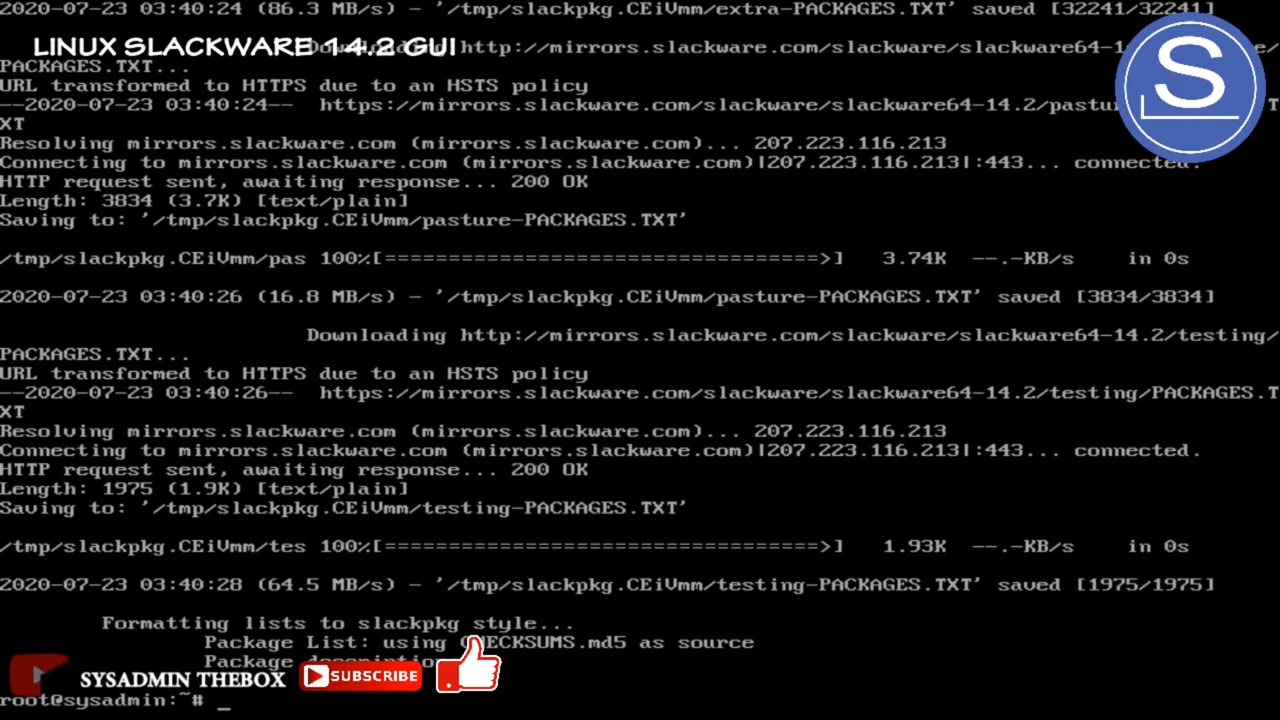 2020-07-23 03:40:24 (86.3 MB/s) - '/tmp/slackpkg.CEiVmm/extra-PACKAGES.TXT' saved [32241/32241]
LINUX SLACKWARE 14.2 GUI
http://mirrors.slackware.com/slackware/slackware64-1
PACKAGES.TXT...
URL transformed to HTTPS due to an HSTS policy
--2020-07-23 03:40:24-- https://mirrors.slackware.com/slackware/slackware64-14.2/pastur
XT
Resolving mirrors.slackware.com (mirrors.slackware.com)... 207.223.116.213
Connecting to mirrors.slackware.com (mirrors.slackware.com)|207.223.116.213|:443... connected.
HTTP request sent, awaiting response... 200 OK
Length: 3834 (3.7K) [text/plain]
Saving to: '/tmp/slackpkg.CEiVmm/pasture-PACKAGES.TXT'
/tmp/slackpkg.CEiVmm/pas 100%[==================================>] 3.74K --.-KB/s in 0s
2020-07-23 03:40:26 (16.8 MB/s) - '/tmp/slackpkg.CEiVmm/pasture-PACKAGES.TXT' saved [3834/3834]
Downloading http://mirrors.slackware.com/slackware/slackware64-14.2/testing/
PACKAGES.TXT...
URL transformed to HTTPS due to an HSTS policy
--2020-07-23 03:40:26-- https://mirrors.slackware.com/slackware/slackware64-14.2/testing/PACKAGES.T
XT
Resolving mirrors.slackware.com (mirrors.slackware.com)... 207.223.116.213
Connecting to mirrors.slackware.com (mirrors.slackware.com)|207.223.116.213|:443... connected.
HTTP request sent, awaiting response... 200 OK
Length: 1975 (1.9K) [text/plain]
Saving to: '/tmp/slackpkg.CEiVmm/testing-PACKAGES.TXT'
/tmp/slackpkg.CEiVmm/tes 100%[==================================>] 1.93K --.-KB/s in 0s
2020-07-23 03:40:28 (64.5 MB/s) - '/tmp/slackpkg.CEiVmm/testing-PACKAGES.TXT' saved [1975/1975]
Formatting lists to slackpkg style...
Package List: using CHECKSUMS.md5 as source
Package
SYSADMIN THEBOX SUBSCRIBE
root@sysadmin:~# _
S